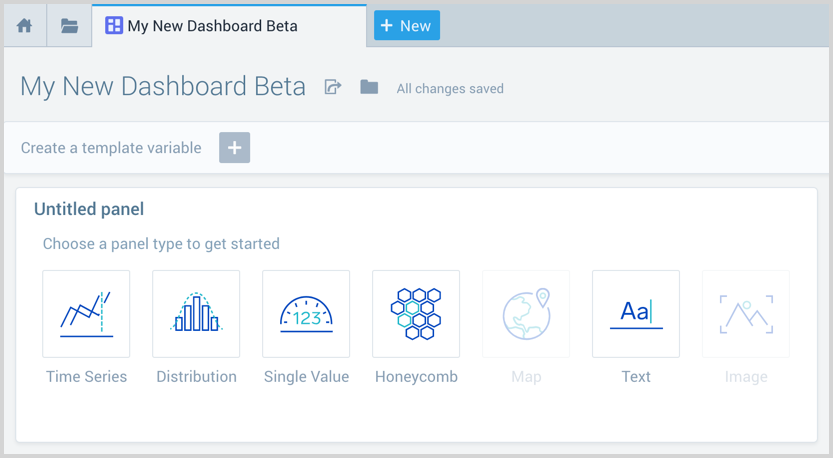 My New Dashboard Beta
+ New
My New Dashboard Beta
All changes saved
Create a template variable +
Untitled panel
Choose a panel type to get started
123
Aa
Time Series Distribution Single Value Honeycomb Map Text Image